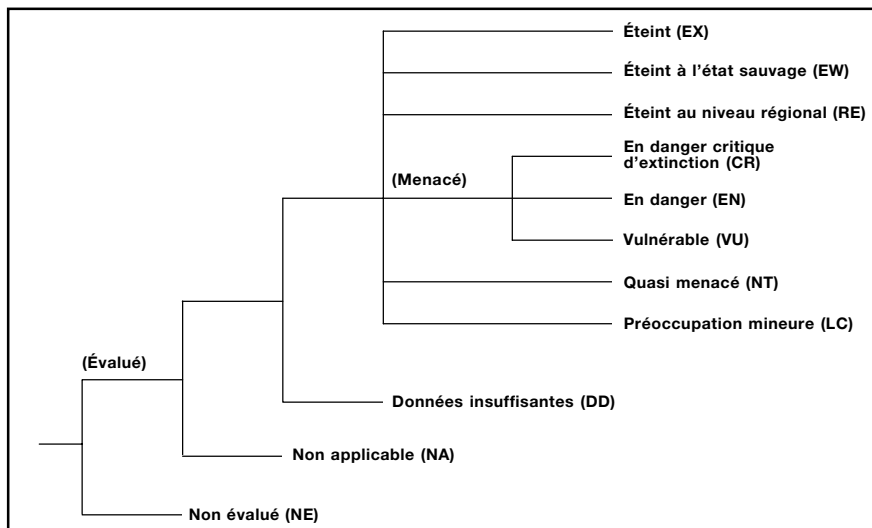 Éteint (EX)
Éteint à l'état sauvage (EW)
Éteint au niveau régional (RE)
En danger critique
d'extinction (CR)
(Menacé)
En danger (EN)
Vulnérable (VU)
Quasi menacé (NT)
Préoccupation mineure (LC)
(Évalué)
Données insuffisantes (DD)
Non applicable (NA)
Non évalué (NE)